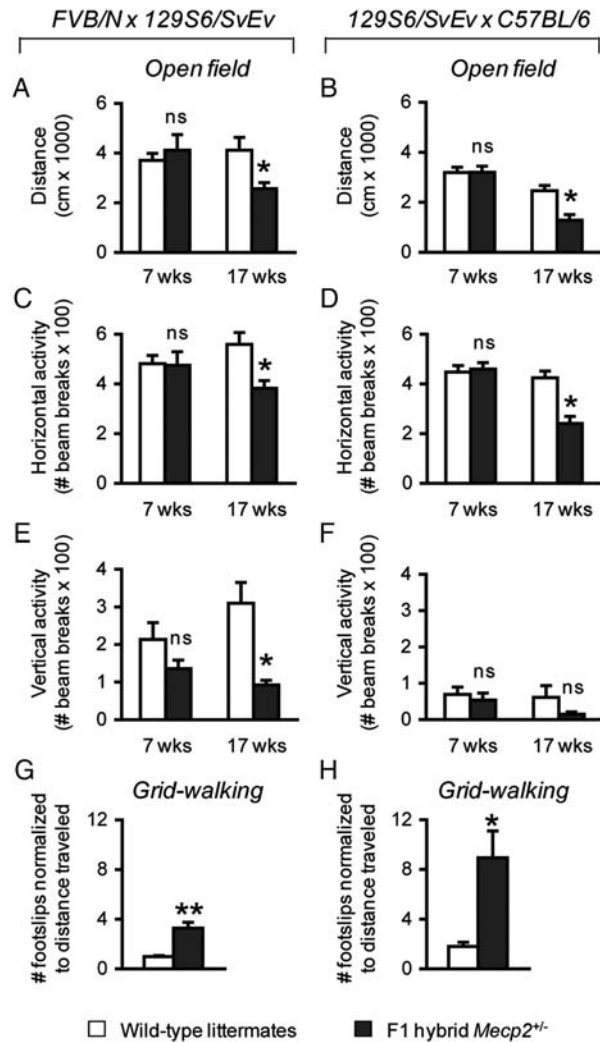 FVB/N x 129S6/SvEv
129S6/SvEv x C57BL/6
Open field
Open field
A
Distance
(cm x 1000)
6
4
2
0
ns
*
7 wks
17 wks
B
Distance
(cm x 1000)
6
4
2
0
ns
*
7 wks
17 wks
C
Horizontal activity
(# beam breaks x 100)
6
4
2
0
ns
*
7 wks
17 wks
D
Horizontal activity
(# beam breaks x 100)
6
4
2
0
ns
*
7 wks
17 wks
E
Vertical activity
(# beam breaks x 100)
4
3
2
1
0
ns
*
7 wks
17 wks
F
Vertical activity
(# beam breaks x 100)
4
3
2
1
0
ns
ns
7 wks
17 wks
G
Grid-walking
# footslips normalized
to distance traveled
12
8
4
0
**
H
Grid-walking
# footslips normalized
to distance traveled
12
8
4
0
*
Wild-type littermates
F1 hybrid Mecp2+/-